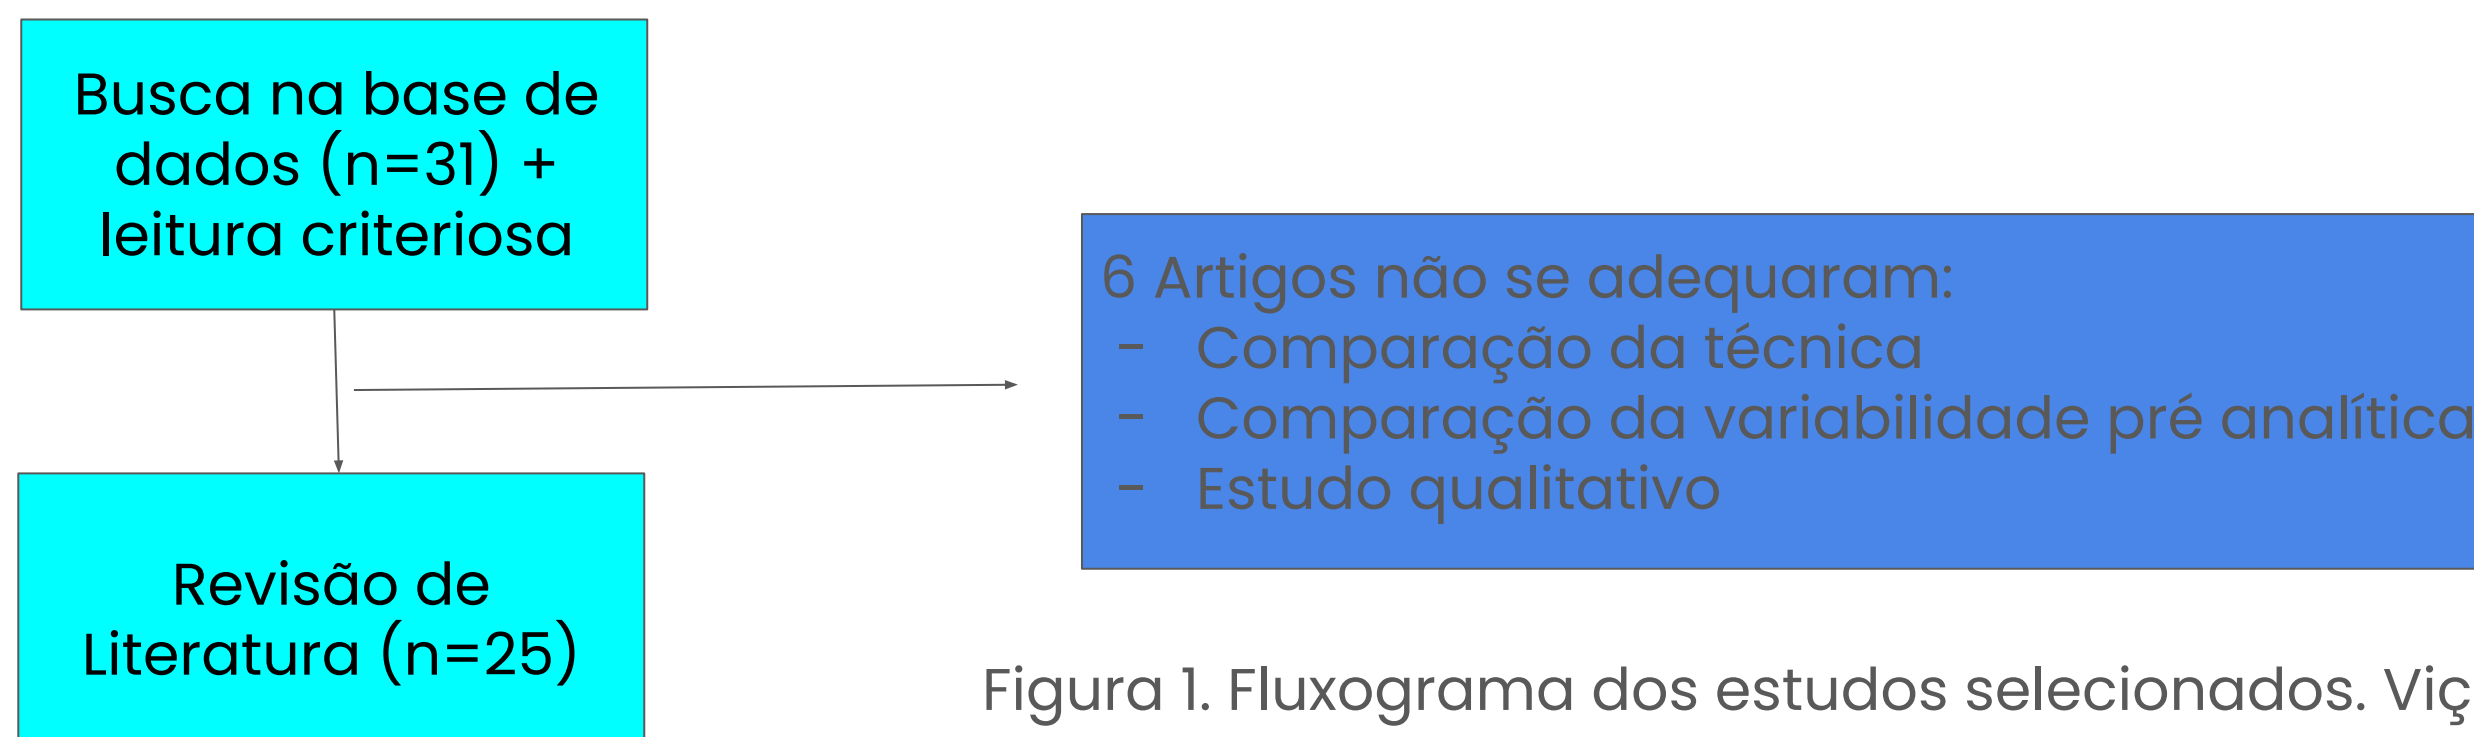 Busca na base de
dados (n=31) +
leitura criteriosa
6 Artigos não se adequaram:
- Comparação da técnica
- Comparação da variabilidade pré analítica
- Estudo qualitativo
Revisão de
Literatura (n=25)
Figura 1. Fluxograma dos estudos selecionados. Viç